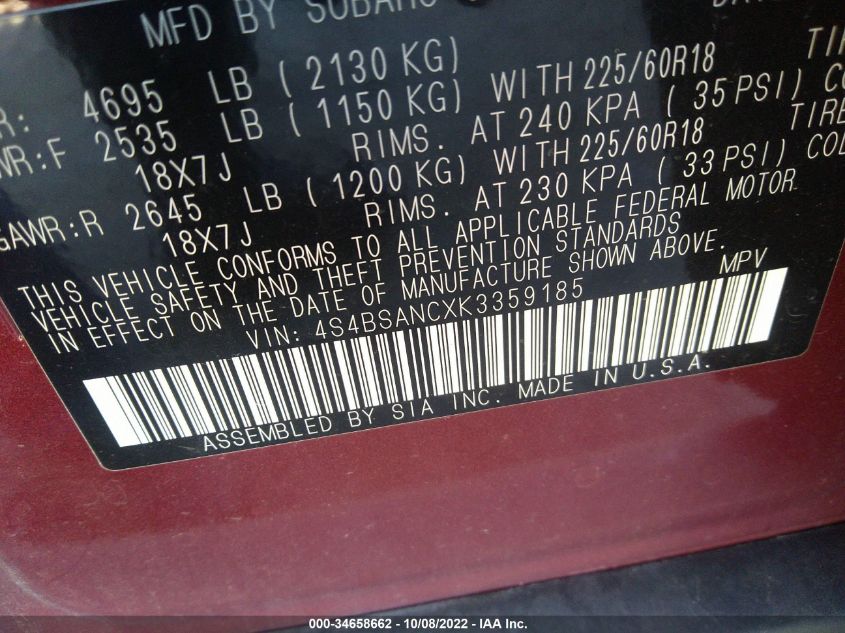 MFD BY SUBARU
4695 LB ( 2130 KG)
2535 LB ( 1150 KG) WITH 225/60R18
18X7J RIMS. AT 240 KPA ( 35 PSI)
GAWR:R 2645 LB ( 1200 KG) WITH 225/60R18
18X7J RIMS. AT 230 KPA ( 33 PSI)
THIS VEHICLE CONFORMS TO ALL APPLICABLE FEDERAL MOTOR
VEHICLE SAFETY AND THEFT PREVENTION STANDARDS
IN EFFECT ON THE DATE OF MANUFACTURE SHOWN ABOVE.
VIN: 4S4BSANCXK3359185 MPV
ASSEMBLED BY SIA INC. MADE IN U.S.A.
000-34658662 - 10/08/2022 - IAA Inc.